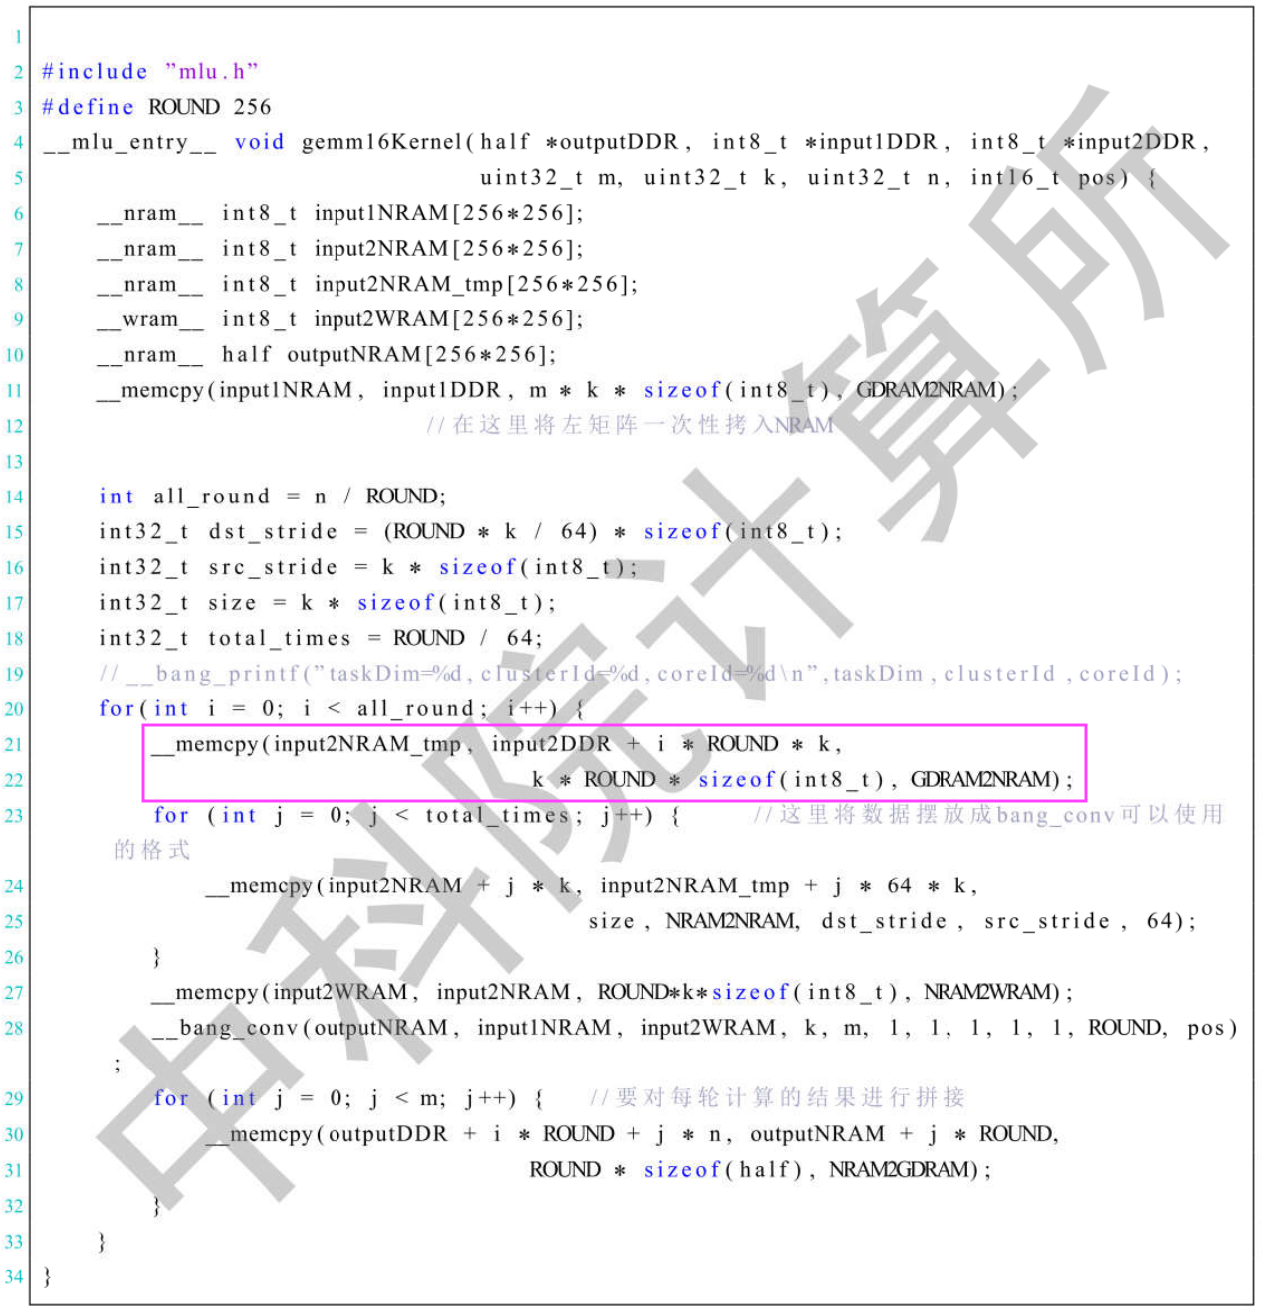 1
2 #include ”mlu.h”
3 #define ROUND 256
4 __mlu_entry__ void gemm16Kernel(half *outputDDR, int8_t *input1DDR, int8_t *input2DDR,
5 uint32_t m, uint32_t k, uint32_t n, int16_t pos) {
6 __nram__ int8_t input1NRAM[256*256];
7 __nram__ int8_t input2NRAM[256*256];
8 __nram__ int8_t input2NRAM_tmp[256*256];
9 __wram__ int8_t input2WRAM[256*256];
10 __nram__ half outputNRAM[256*256];
11 __memcpy(input1NRAM, input1DDR, m * k * sizeof(int8_t), GDRAM2NRAM);
12 //在这里将左矩阵一次性拷入NRAM
13
14 int all_round = n / ROUND;
15 int32_t dst_stride = (ROUND * k / 64) * sizeof(int8_t);
16 int32_t src_stride = k * sizeof(int8_t);
17 int32_t size = k * sizeof(int8_t);
18 int32_t total_times = ROUND / 64;
19 //__bang_printf(”taskDim=%d,clusterId=%d,coreId=%d\n”,taskDim,clusterId,coreId);
20 for(int i = 0; i < all_round; i++) {
21 __memcpy(input2NRAM_tmp, input2DDR + i * ROUND * k,
22 k * ROUND * sizeof(int8_t), GDRAM2NRAM);
23 for (int j = 0; j < total_times; j++) { //这里将数据摆放成bang_conv可以使用
的格式
24 __memcpy(input2NRAM + j * k, input2NRAM_tmp + j * 64 * k,
25 size, NRAM2NRAM, dst_stride, src_stride, 64);
26 }
27 __memcpy(input2WRAM, input2NRAM, ROUND*k*sizeof(int8_t), NRAM2WRAM);
28 __bang_conv(outputNRAM, input1NRAM, input2WRAM, k, m, 1, 1, 1, 1, 1, ROUND, pos)
;
29 for (int j = 0; j < m; j++) { //要对每轮计算的结果进行拼接
30 __memcpy(outputDDR + i * ROUND + j * n, outputNRAM + j * ROUND,
31 ROUND * sizeof(half), NRAM2GDRAM);
32 }
33 }
34 }
中科院计算所